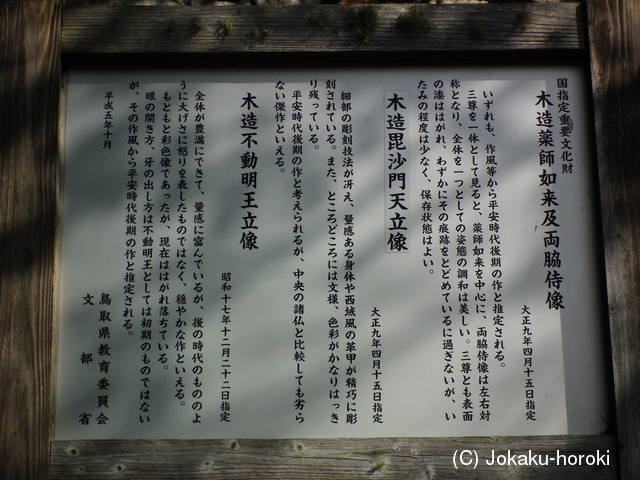 国指定重要文化財
木造薬師如来及両脇侍像
大正九年四月十五日指定
いずれも、作風等から平安時代後期の作と推定される。
三尊を一体として見ると、薬師如来を中心に、両脇侍像は左右対
称となり、全体を一つとしての姿態の調和は美しい。三尊とも表面
の漆ははがれ、わずかにその痕跡をとどめているに過ぎないが、い
たみの程度は少なく、保存状態はよい。
木造毘沙門天立像
大正九年四月十五日指定
細部の彫刻技法が冴え、量感ある身体や西域風の革甲が精巧に彫
刻されている。また、ところどころには文様、色彩がかなりはっき
り残っている。
平安時代後期の作と考えられるが、中央の諸仏と比較しても劣ら
ない傑作といえる。
木造不動明王立像
昭和十七年十二月二十二日指定
全体が豊満にできて、量感に富んでいるが、後の時代のもののよ
うに大げさに怒りを表したものではなく、穏やかな作といえる。
もともと彩色像であったが、現在ははがれ落ちている。
眼の開き方、牙の出し方は不動明王としては初期のものではない
が、その作風から平安時代後期の作と推定される。
平成五年十月
鳥取県教育委員会
文部省
(C) Jokaku-horoki